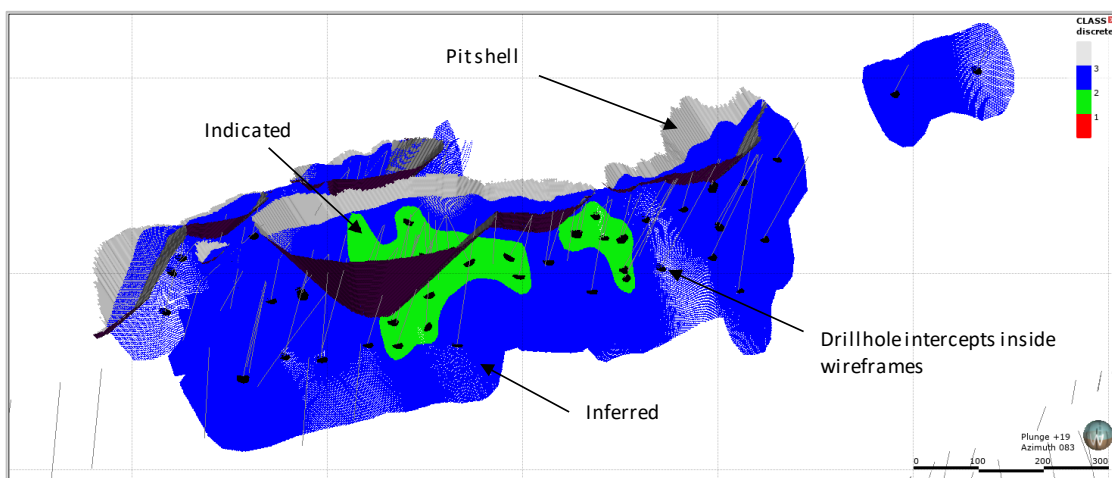 CLASS
discrete
3
2
1
Pit shell
Indicated
Drillhole intercepts inside
wireframes
Inferred
Plunge +19
Azimuth 083
0 100 200 300